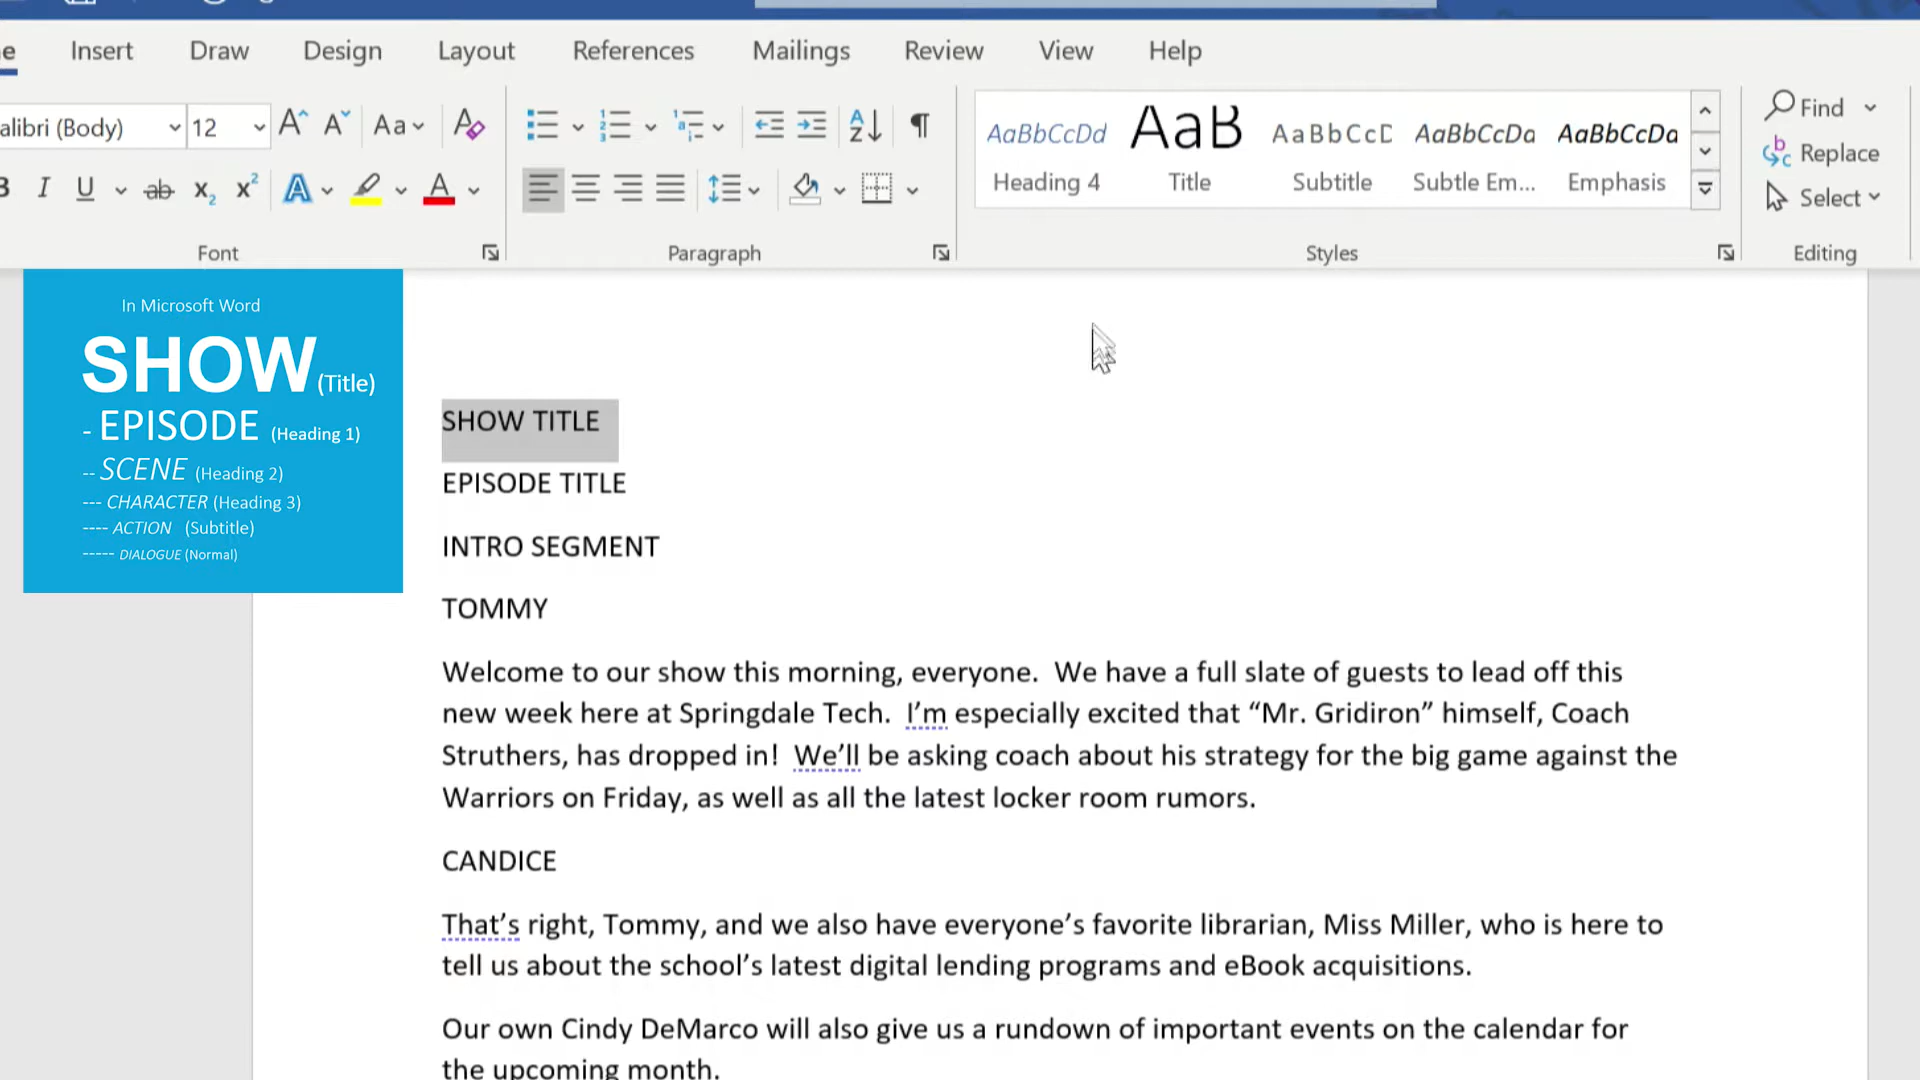 e Insert Draw Design Layout References Mailings Review View Help
alibri (Body) 12 Aa
AaBbCcDd AaB AaBbCcD AaBbCcDa AaBbCcDa
Heading 4 Title Subtitle Subtle Em... Emphasis
Find
Replace
Select
Font Paragraph Styles Editing
In Microsoft Word
SHOW (Title)
- EPISODE (Heading 1)
-- SCENE (Heading 2)
--- CHARACTER (Heading 3)
---- ACTION (Subtitle)
----- DIALOGUE (Normal)
SHOW TITLE
EPISODE TITLE
INTRO SEGMENT
TOMMY
Welcome to our show this morning, everyone.  We have a full slate of guests to lead off this
new week here at Springdale Tech.  I’m especially excited that “Mr. Gridiron” himself, Coach
Struthers, has dropped in!  We’ll be asking coach about his strategy for the big game against the
Warriors on Friday, as well as all the latest locker room rumors.
CANDICE
That’s right, Tommy, and we also have everyone’s favorite librarian, Miss Miller, who is here to
tell us about the school’s latest digital lending programs and eBook acquisitions.
Our own Cindy DeMarco will also give us a rundown of important events on the calendar for
the upcoming month.